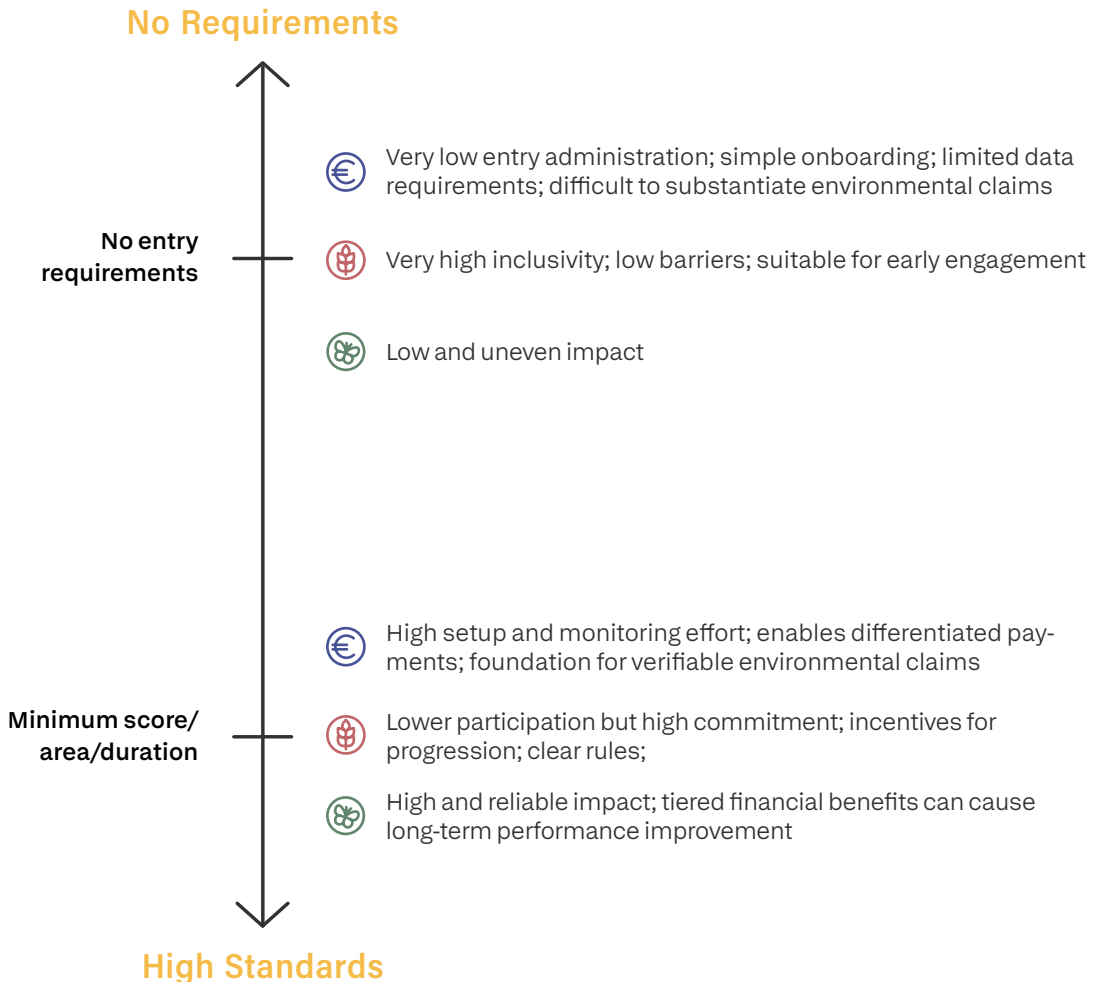 No Requirements
Very low entry administration; simple onboarding; limited data
requirements; difficult to substantiate environmental claims
No entry
requirements
Very high inclusivity; low barriers; suitable for early engagement
Low and uneven impact
High setup and monitoring effort; enables differentiated pay-
ments; foundation for verifiable environmental claims
Minimum score/
area/duration
Lower participation but high commitment; incentives for
progression; clear rules;
High and reliable impact; tiered financial benefits can cause
long-term performance improvement
High Standards